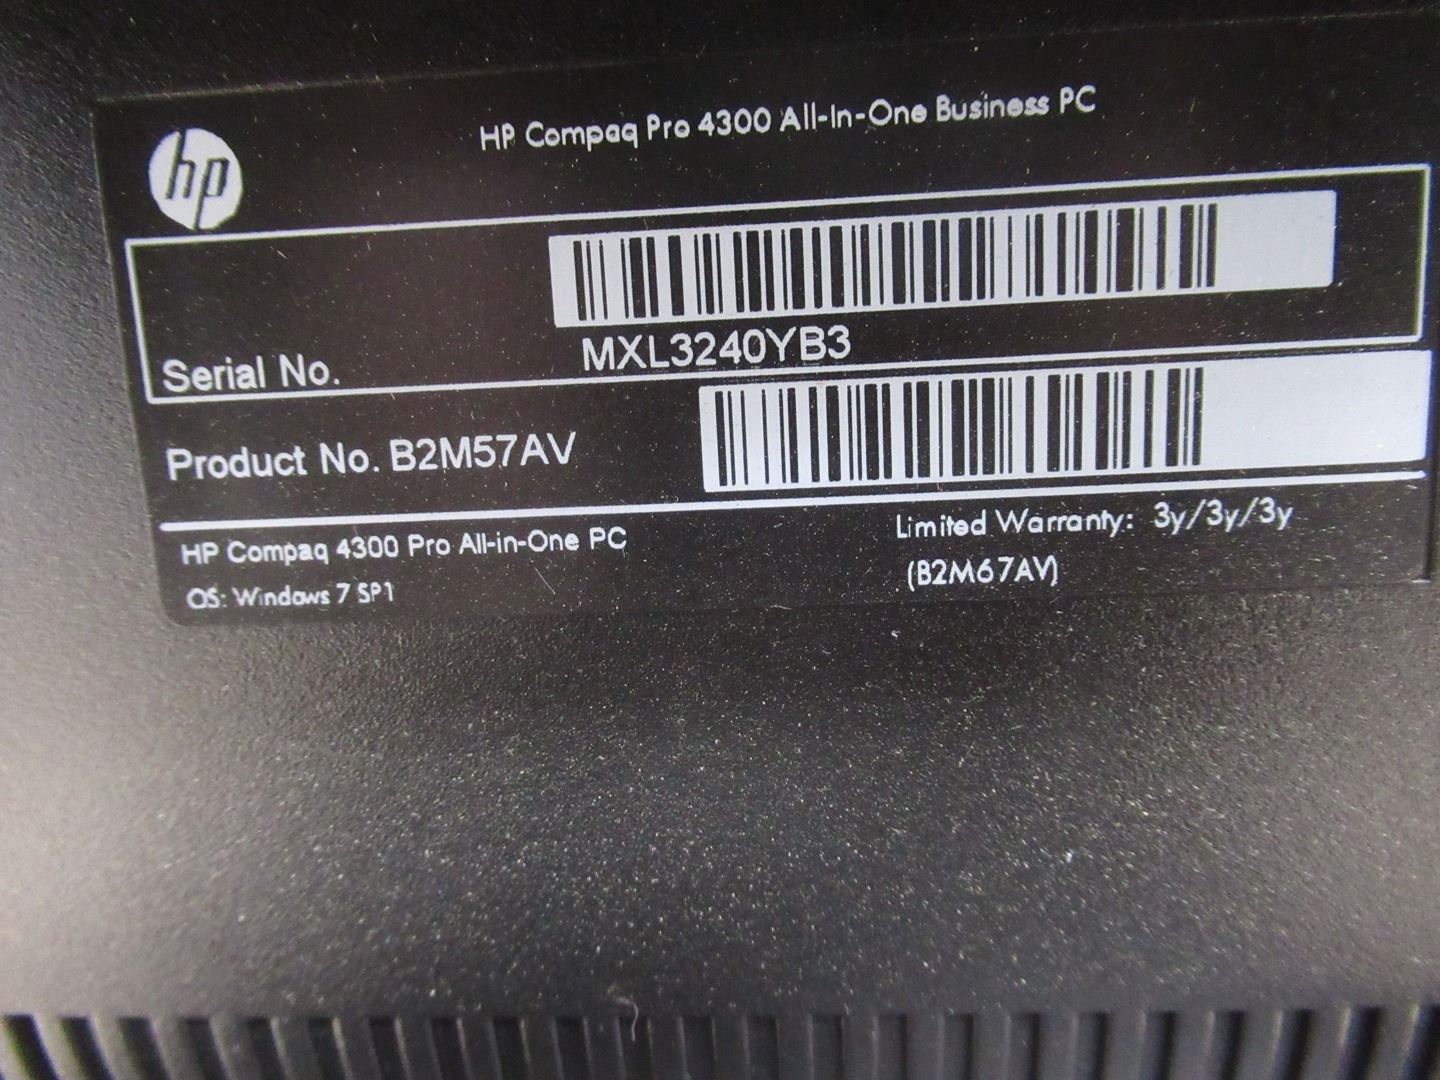 hp
HP Compaq Pro 4300 All-In-One Business PC
Serial No. MXL3240YB3
Product No. B2M57AV
HP Compaq 4300 Pro All-in-One PC
Limited Warranty: 3y/3y/3y
OS: Windows 7 SP1
(B2M67AV)